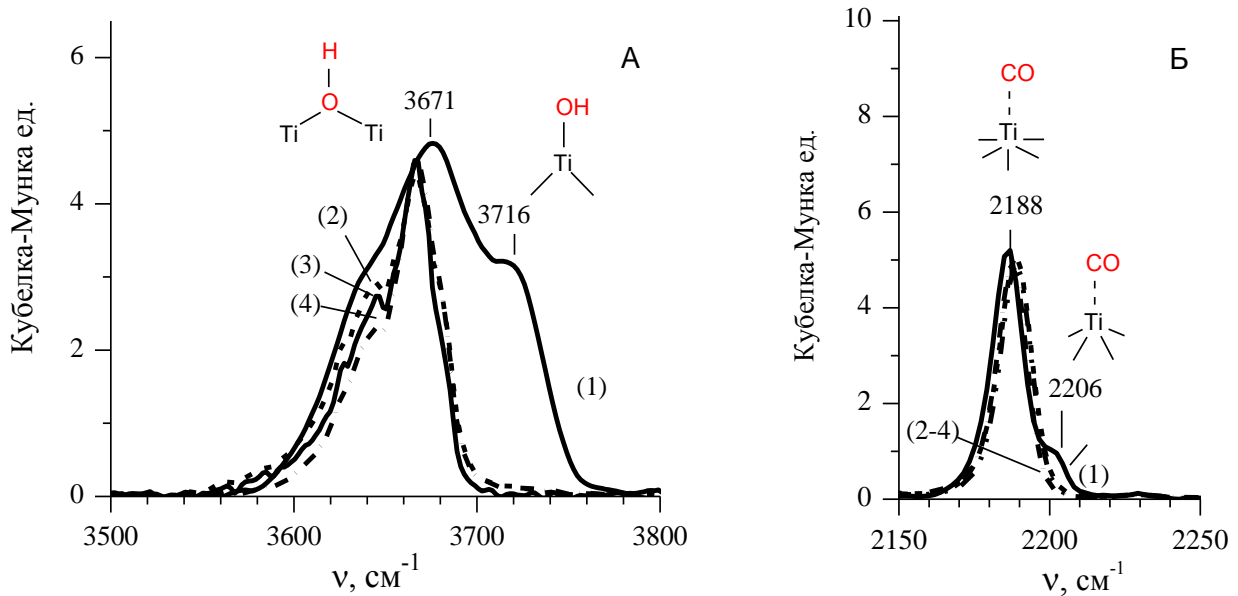 А
H
O
Ti Ti
3671
OH
Ti
3716
(2)
(3)
(4)
(1)
6
4
2
0
3500 3600 3700 3800
ν, см-1
Кубелка-Мунка ед.
Б
CO
Ti
2188
CO
Ti
2206
(2-4)
(1)
10
8
6
4
2
0
2150 2200 2250
ν, см-1
Кубелка-Мунка ед.